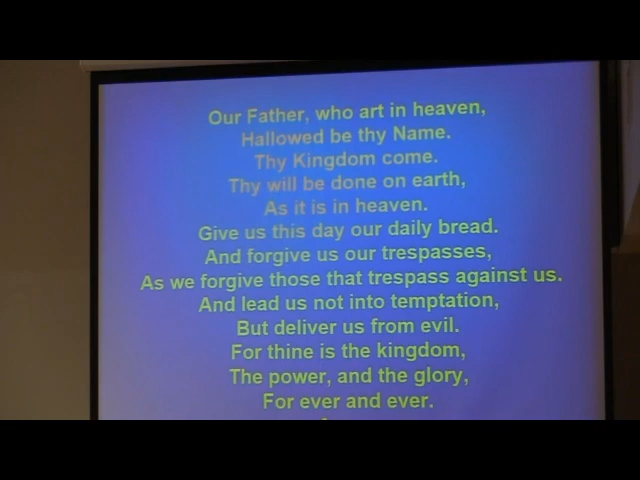 Our Father, who art in heaven,
Hallowed be thy Name.
Thy Kingdom come.
Thy will be done on earth,
As it is in heaven.
Give us this day our daily bread.
And forgive us our trespasses,
As we forgive those that trespass against us.
And lead us not into temptation,
But deliver us from evil.
For thine is the kingdom,
The power, and the glory,
For ever and ever.